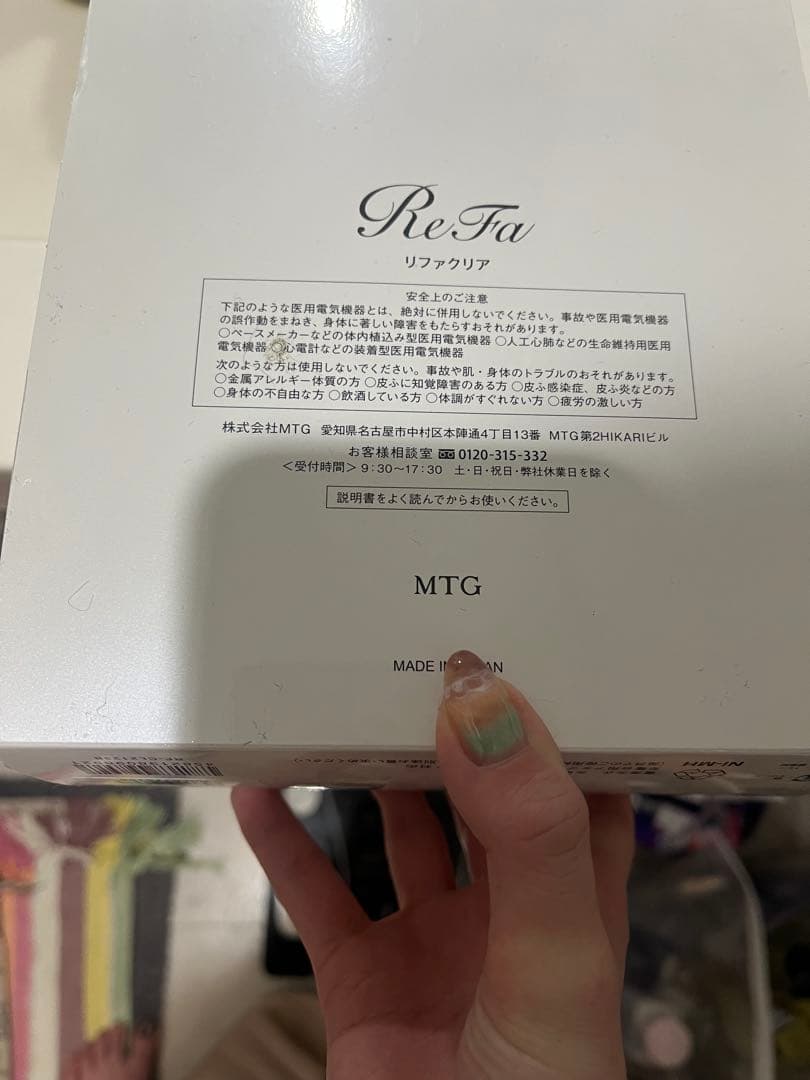 ReFa
リファクリア
安全上のご注意
下記のような医用電気機器とは、絶対に併用しないでください。事故や医用電気機器
の誤作動をまねき、身体に著しい障害をもたらすおそれがあります。
○ペースメーカーなどの体内植込み型医用電気機器 ○人工心肺などの生命維持用医用
電気機器 ○心電計などの装着型医用電気機器
次のような方は使用しないでください。事故や肌・身体のトラブルのおそれがあります。
○金属アレルギー体質の方 ○皮ふに知覚障害のある方 ○皮ふ感染症、皮ふ炎などの方
○身体の不自由な方 ○飲酒している方 ○体調がすぐれない方 ○疲労の激しい方
株式会社MTG 愛知県名古屋市中村区本陣通4丁目13番 MTG第2HIKARIビル
お客様相談室 0120-315-332
<受付時間> 9:30〜17:30 土・日・祝日・弊社休業日を除く
説明書をよく読んでからお使いください。
MTG
MADE IN
Ni-MH